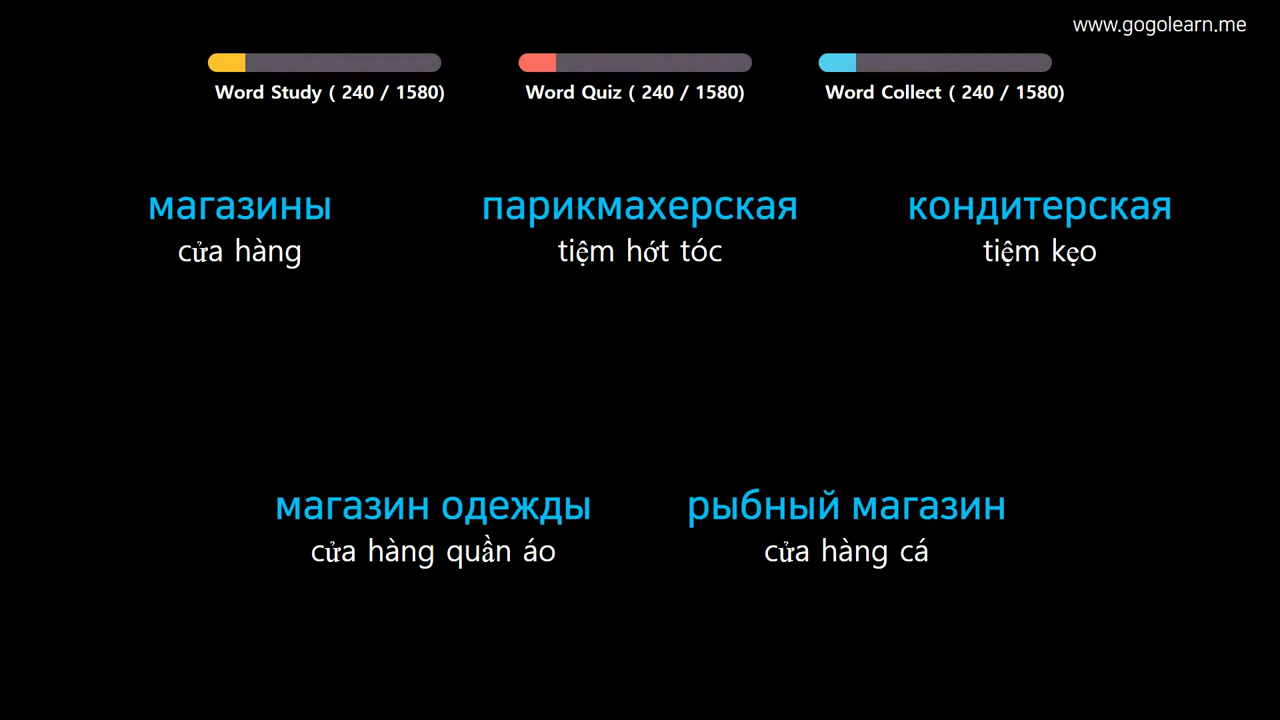 www.gogolearn.me
Word Study ( 240 / 1580)
Word Quiz ( 240 / 1580)
Word Collect ( 240 / 1580)
магазины
cửa hàng
парикмахерская
tiệm hớt tóc
кондитерская
tiệm kẹo
магазин одежды
cửa hàng quần áo
рыбный магазин
cửa hàng cá